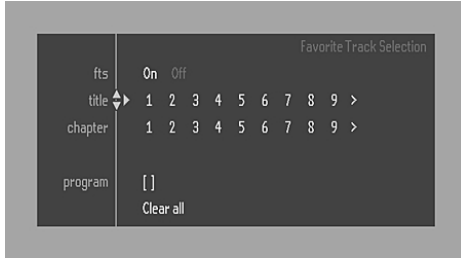 Favorite Track Selection
fts On Off
title 1 2 3 4 5 6 7 8 9 >
chapter 1 2 3 4 5 6 7 8 9 >
program [ ]
Clear all